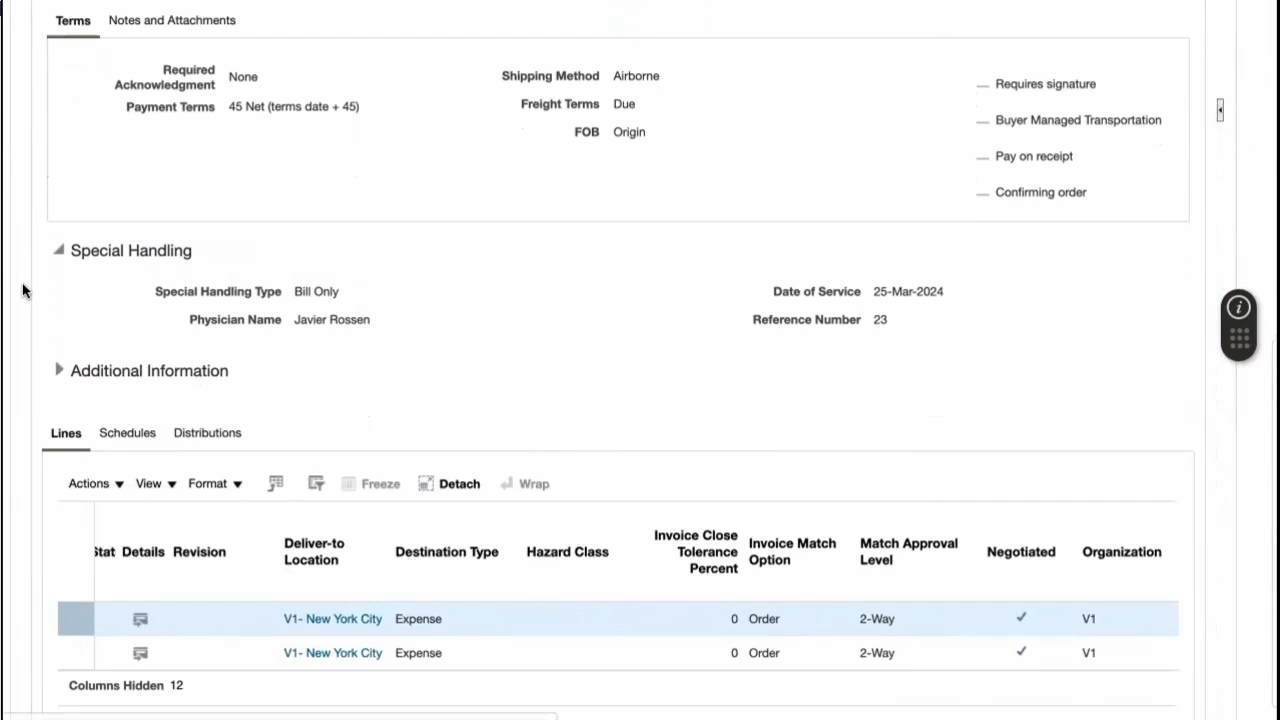 Terms Notes and Attachments
Required Acknowledgment None
Payment Terms 45 Net (terms date + 45)
Shipping Method Airborne
Freight Terms Due
FOB Origin
Requires signature
Buyer Managed Transportation
Pay on receipt
Confirming order
Special Handling
Special Handling Type Bill Only
Physician Name Javier Rossen
Date of Service 25-Mar-2024
Reference Number 23
Additional Information
Lines Schedules Distributions
Actions View Format Freeze Detach Wrap
Stat Details Revision Deliver-to Location Destination Type Hazard Class Invoice Close Tolerance Percent Invoice Match Option Match Approval Level Negotiated Organization
V1- New York City Expense 0 Order 2-Way V1
V1- New York City Expense 0 Order 2-Way V1
Columns Hidden 12